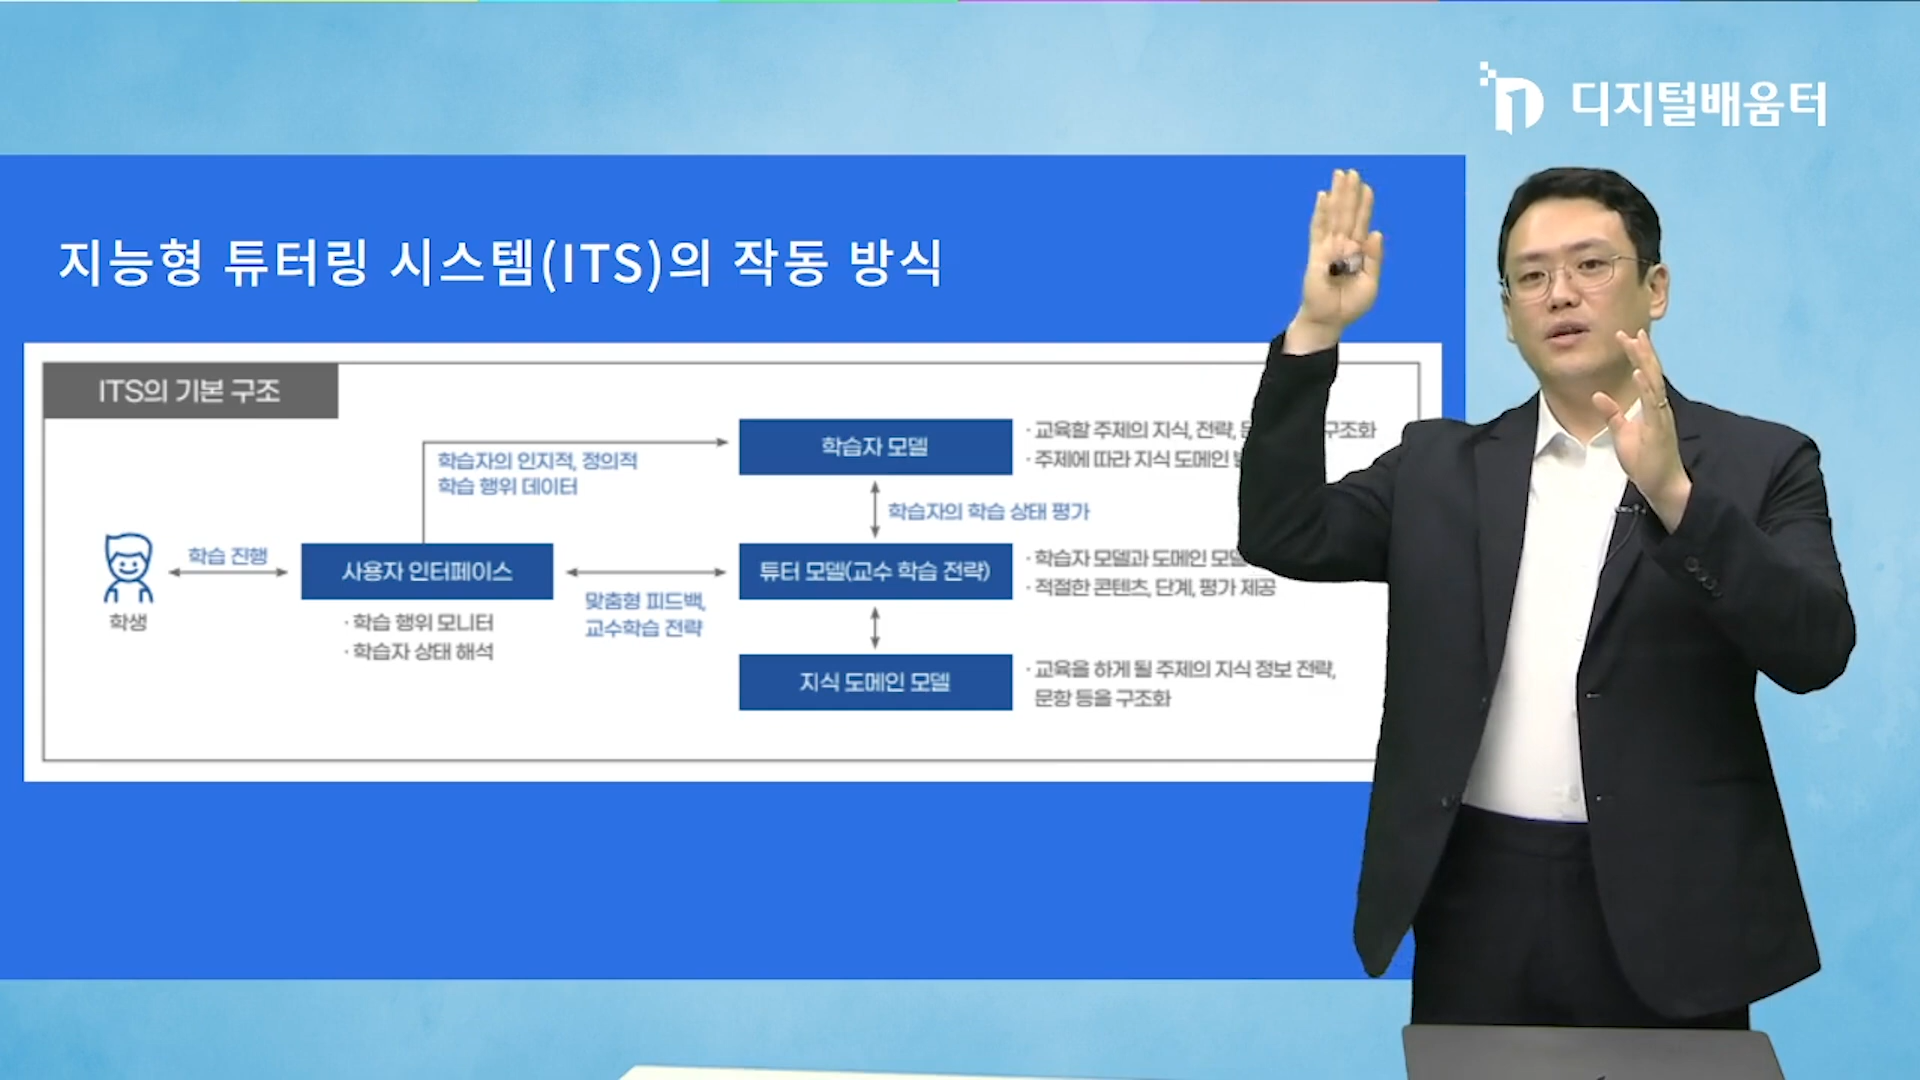 디지털배움터
지능형 튜터링 시스템(ITS)의 작동 방식
ITS의 기본 구조
학습자의 인지적, 정의적
학습 행위 데이터
학습자 모델
· 교육할 주제의 지식, 전략, 구조화
· 주제에 따라 지식 도메인
학습자의 학습 상태 평가
학생
학습 진행
사용자 인터페이스
· 학습 행위 모니터
· 학습자 상태 해석
맞춤형 피드백,
교수학습 전략
튜터 모델(교수 학습 전략)
· 학습자 모델과 도메인 모델
· 적절한 콘텐츠, 단계, 평가 제공
지식 도메인 모델
· 교육을 하게 될 주제의 지식 정보 전략,
문항 등을 구조화